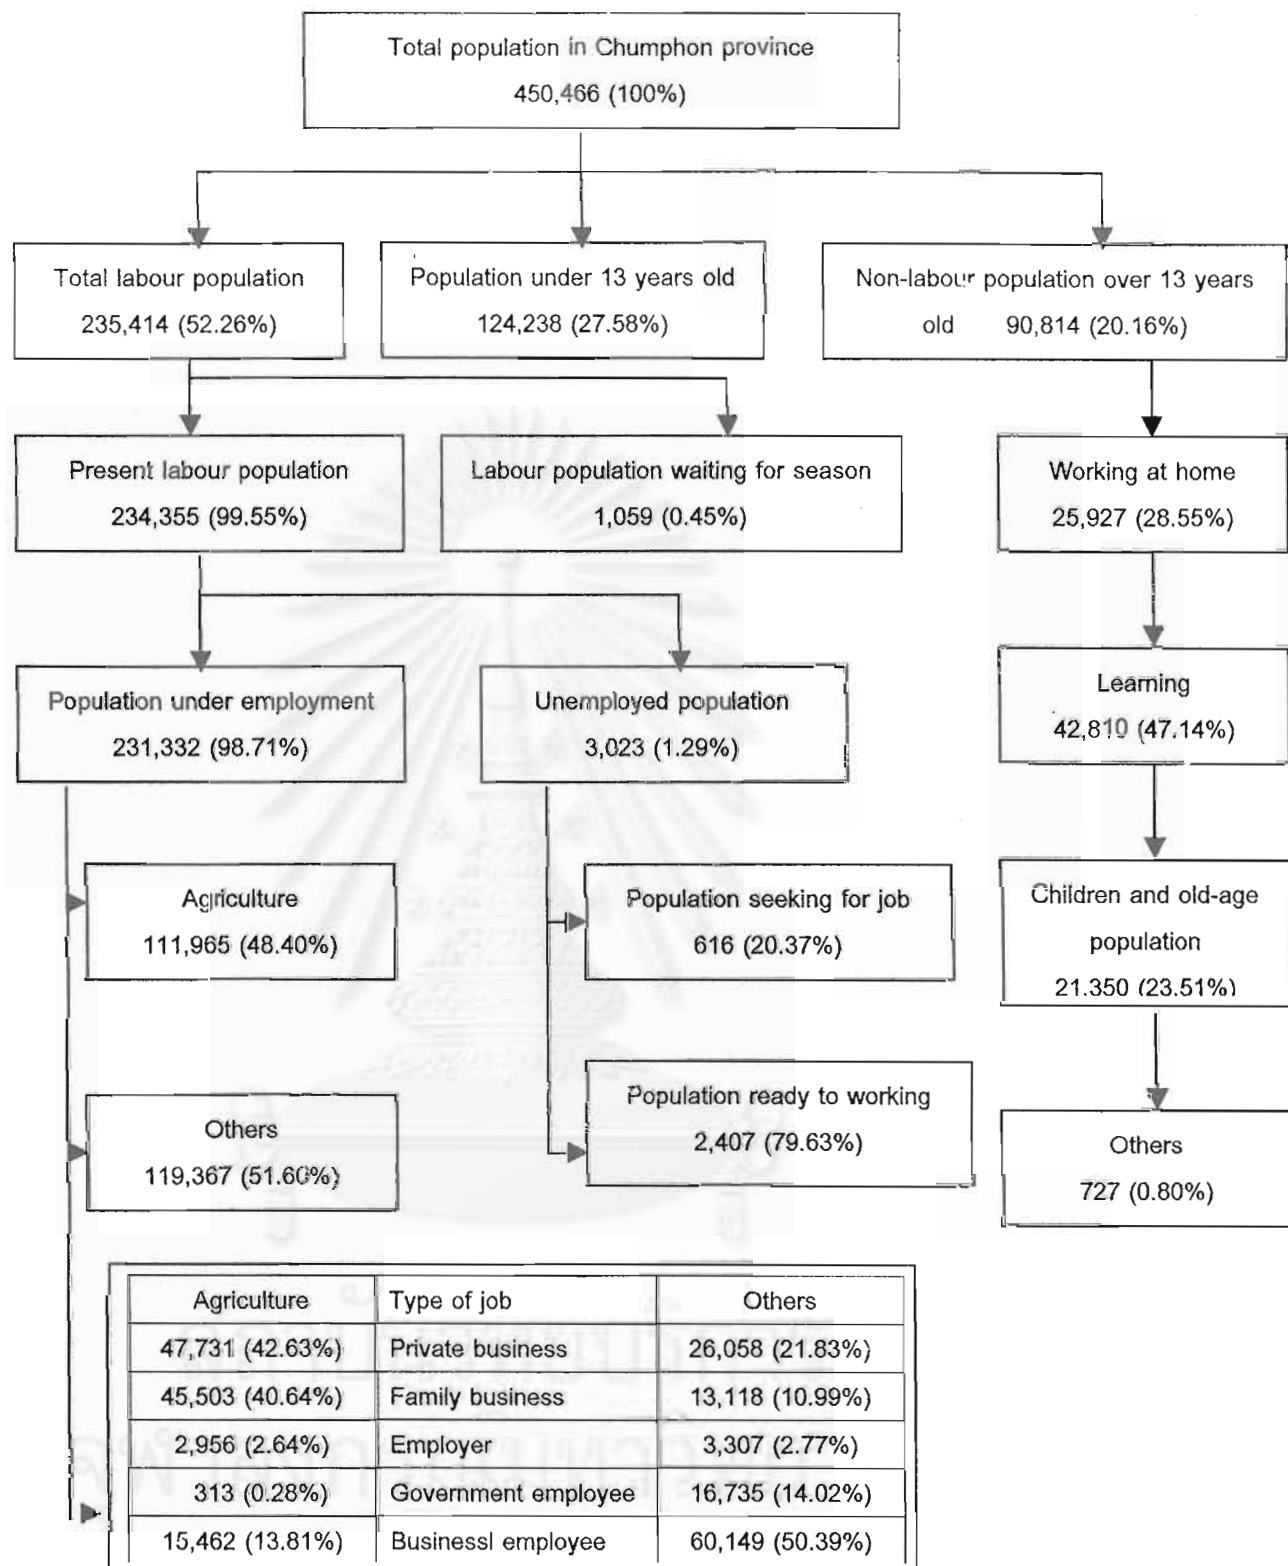 Total population in Chumphon province
450,466 (100%)
Total labour population
235,414 (52.26%)
Population under 13 years old
124,238 (27.58%)
Non-labour population over 13 years
old 90,814 (20.16%)
Present labour population
234,355 (99.55%)
Labour population waiting for season
1,059 (0.45%)
Working at home
25,927 (28.55%)
Population under employment
231,332 (98.71%)
Unemployed population
3,023 (1.29%)
Learning
42,810 (47.14%)
Agriculture
111,965 (48.40%)
Population seeking for job
616 (20.37%)
Children and old-age
population
21.350 (23.51%)
Others
119,367 (51.60%)
Population ready to working
2,407 (79.63%)
Others
727 (0.80%)
Agriculture Type of job Others
47,731 (42.63%) Private business 26,058 (21.83%)
45,503 (40.64%) Family business 13,118 (10.99%)
2,956 (2.64%) Employer 3,307 (2.77%)
313 (0.28%) Government employee 16,735 (14.02%)
15,462 (13.81%) Businessl employee 60,149 (50.39%)